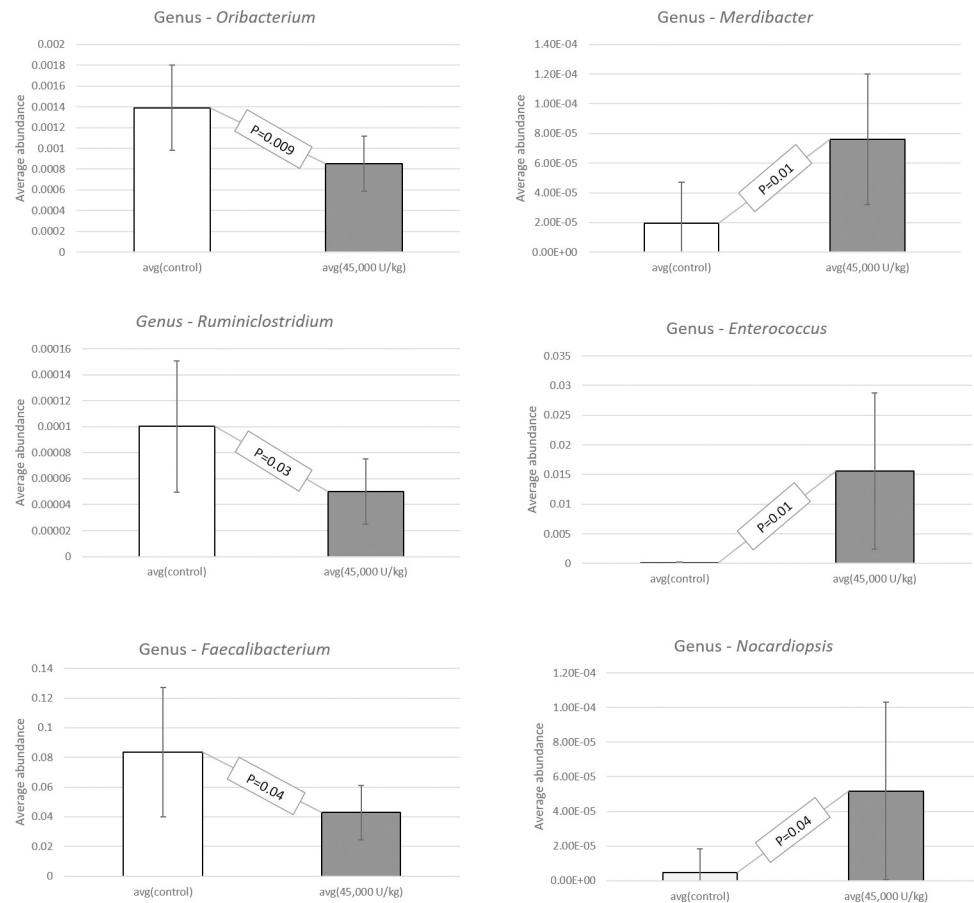 Genus - Oribacterium
Average abundance
0.002
0.0018
0.0016
0.0014
0.0012
0.001
0.0008
0.0006
0.0004
0.0002
0
P=0.009
avg(control)
avg(45,000 U/kg)
Genus - Merdibacter
Average abundance
1.40E-04
1.20E-04
1.00E-04
8.00E-05
6.00E-05
4.00E-05
2.00E-05
0.00E+00
P=0.01
avg(control)
avg(45,000 U/kg)
Genus - Ruminiclostridium
Average abundance
0.00016
0.00014
0.00012
0.0001
0.00008
0.00006
0.00004
0.00002
0
P=0.03
avg(control)
avg(45,000 U/kg)
Genus - Enterococcus
Average abundance
0.035
0.03
0.025
0.02
0.015
0.01
0.005
0
P=0.01
avg(control)
avg(45,000 U/kg)
Genus - Faecalibacterium
Average abundance
0.14
0.12
0.1
0.08
0.06
0.04
0.02
0
P=0.04
avg(control)
avg(45,000 U/kg)
Genus - Nocardiopsis
Average abundance
1.20E-04
1.00E-04
8.00E-05
6.00E-05
4.00E-05
2.00E-05
0.00E+00
P=0.04
avg(control)
avg(45,000 U/kg)